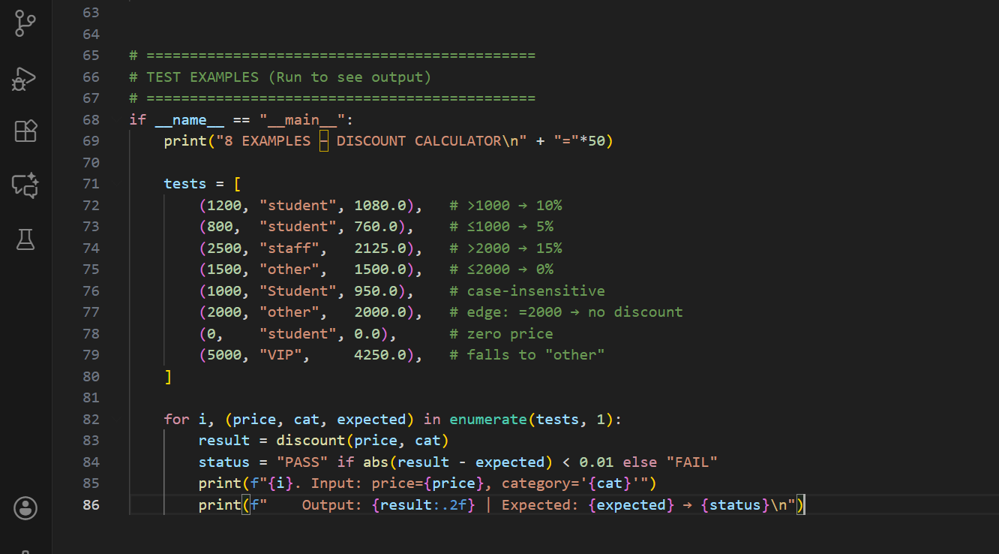 63
64
65 # =============================================
66 # TEST EXAMPLES (Run to see output)
67 # =============================================
68 if __name__ == "__main__":
69     print("8 EXAMPLES – DISCOUNT CALCULATOR\n" + "="*50)
70
71     tests = [
72         (1200, "student", 1080.0),   # >1000 → 10%
73         (800,  "student", 760.0),    # ≤1000 → 5%
74         (2500, "staff",   2125.0),   # >2000 → 15%
75         (1500, "other",   1500.0),   # ≤2000 → 0%
76         (1000, "Student", 950.0),    # case-insensitive
77         (2000, "other",   2000.0),   # edge: =2000 → no discount
78         (0,    "student", 0.0),      # zero price
79         (5000, "VIP",     4250.0),   # falls to "other"
80     ]
81
82     for i, (price, cat, expected) in enumerate(tests, 1):
83         result = discount(price, cat)
84         status = "PASS" if abs(result - expected) < 0.01 else "FAIL"
85         print(f"{i}. Input: price={price}, category='{cat}'")
86         print(f"    Output: {result:.2f} | Expected: {expected} → {status}\n")